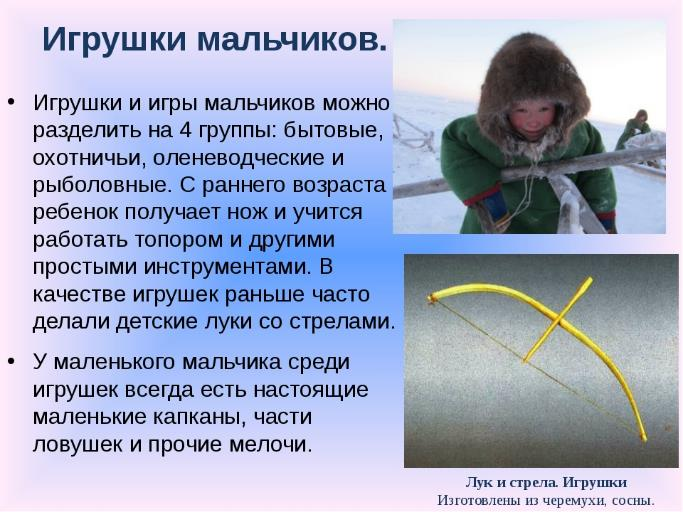 Игрушки мальчиков.
• Игрушки и игры мальчиков можно
разделить на 4 группы: бытовые,
охотничьи, оленеводческие и
рыболовные. С раннего возраста
ребенок получает нож и учится
работать топором и другими
простыми инструментами. В
качестве игрушек раньше часто
делали детские луки со стрелами.
• У маленького мальчика среди
игрушек всегда есть настоящие
маленькие капканы, части
ловушек и прочие мелочи.
Лук и стрела. Игрушки
Изготовлены из черемухи, сосны.